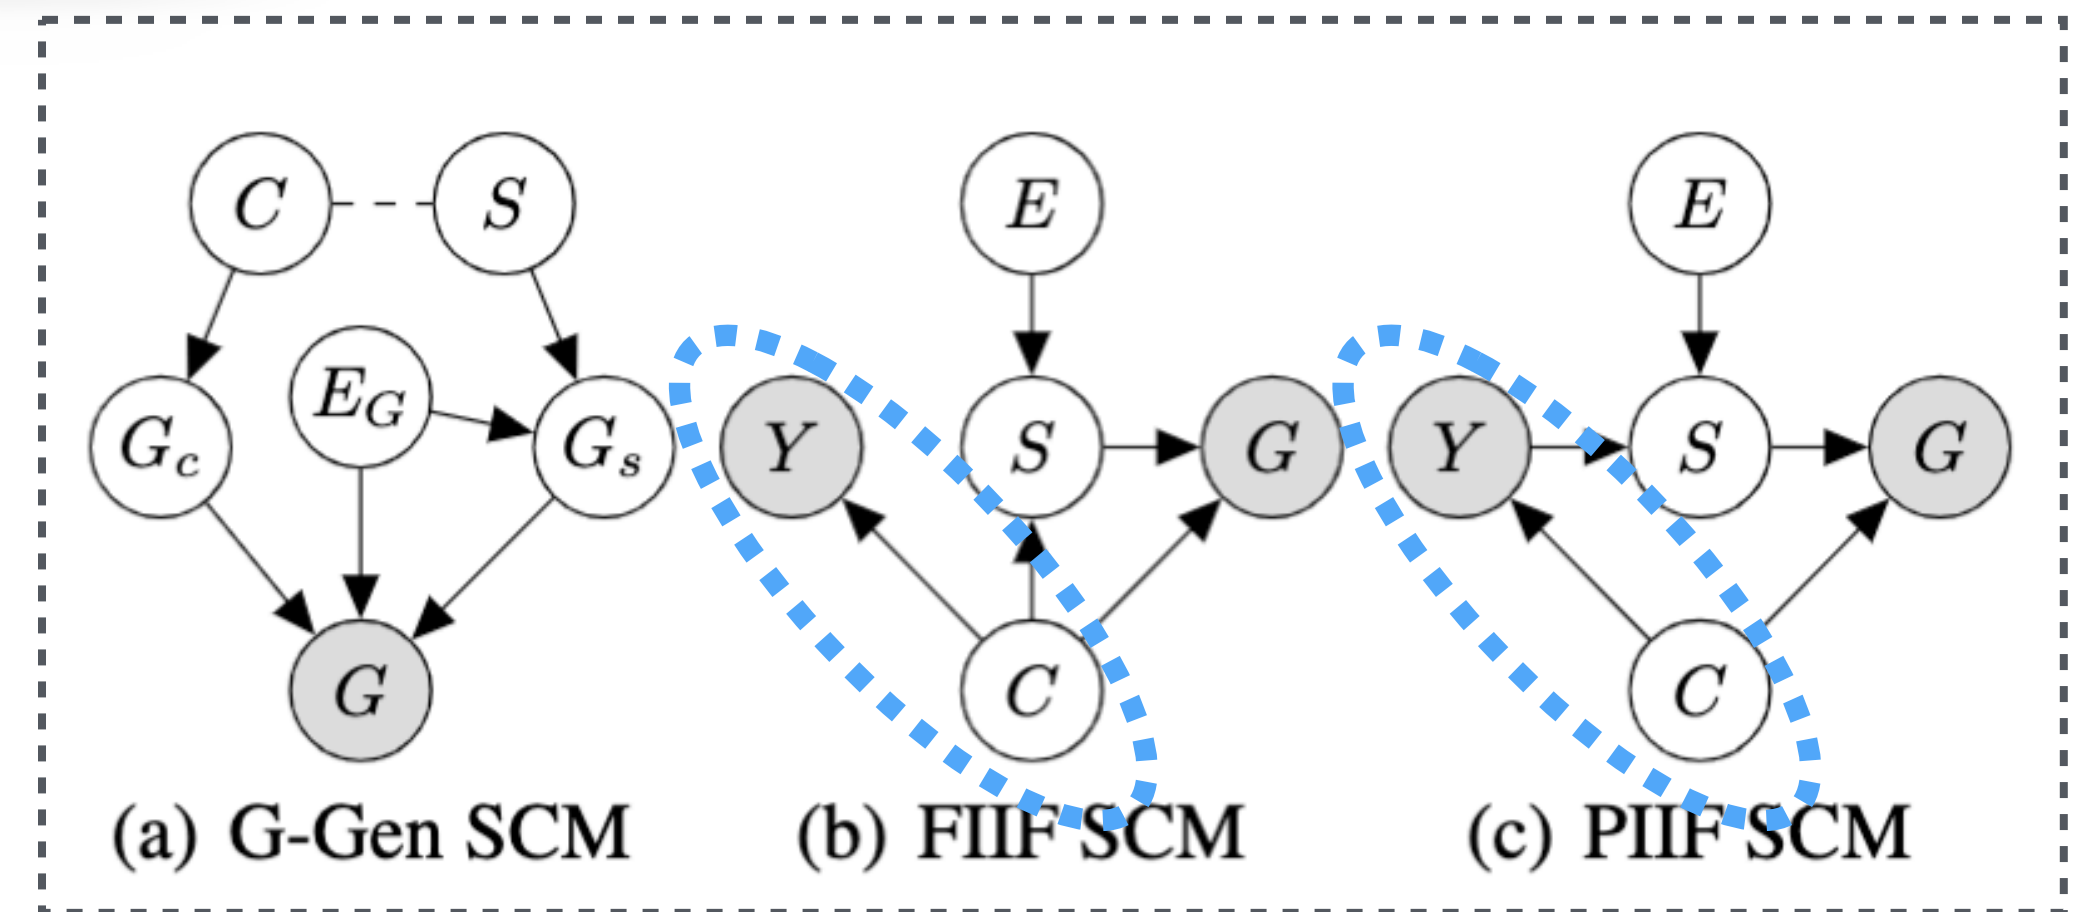 C S E E
E_G
G_c G_s Y S G Y S G
G C C
(a) G-Gen SCM (b) FIIF SCM (c) PIIF SCM